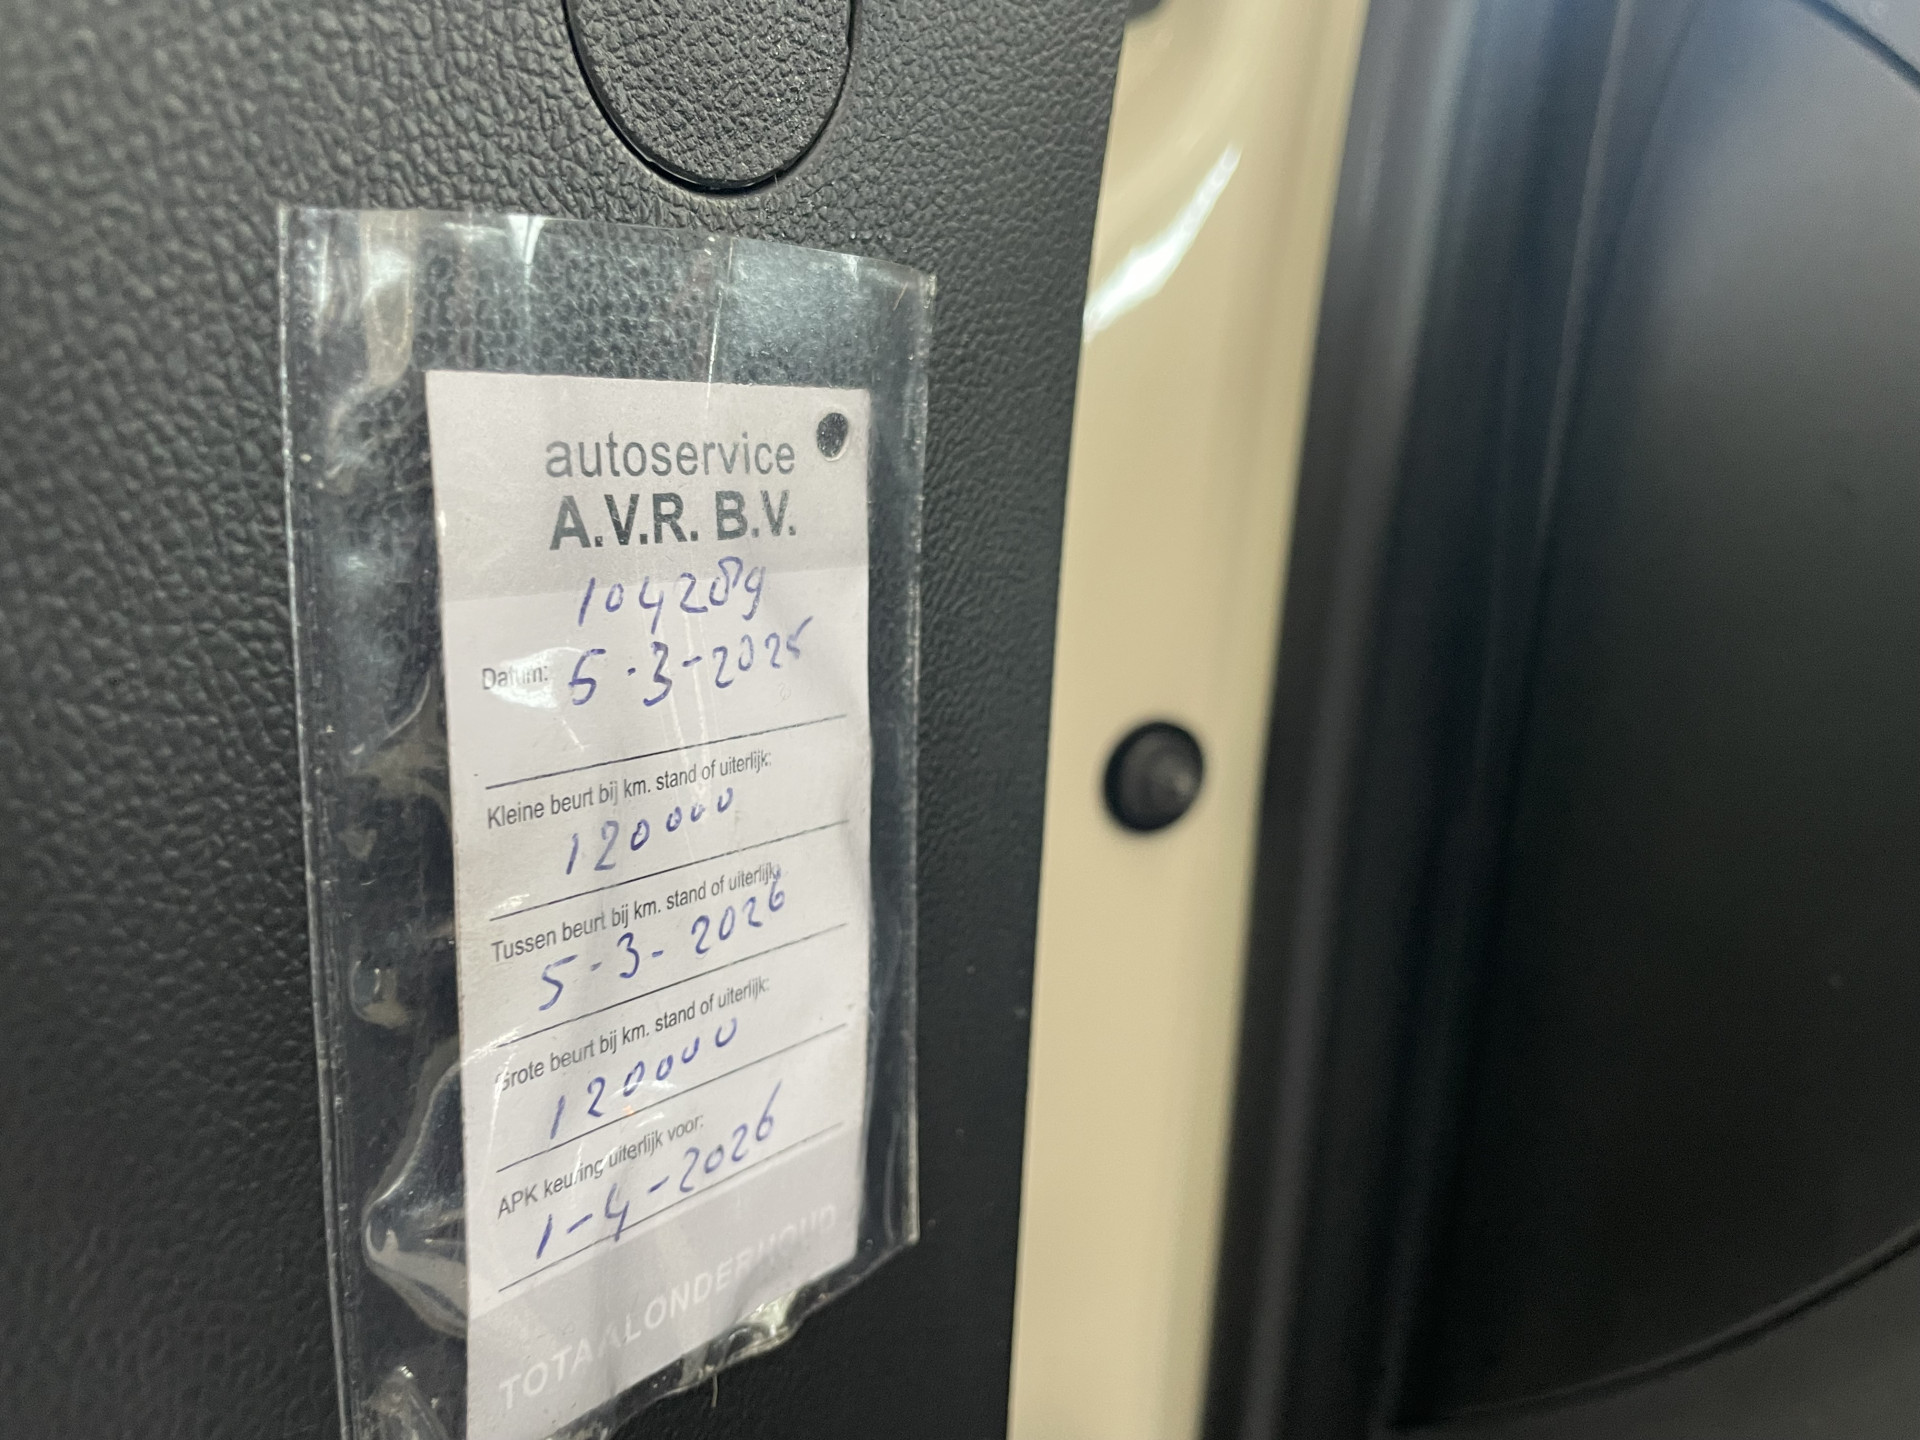 autoservice
A.V.R. B.V.
104289
Datum: 5-3-2025
Kleine beurt bij km. stand of uiterlijk:
120000
Tussen beurt bij km. stand of uiterlijk:
5-3-2026
Grote beurt bij km. stand of uiterlijk:
120000
APK keuring uiterlijk voor:
1-4-2026
TOTAALONDERHOUD